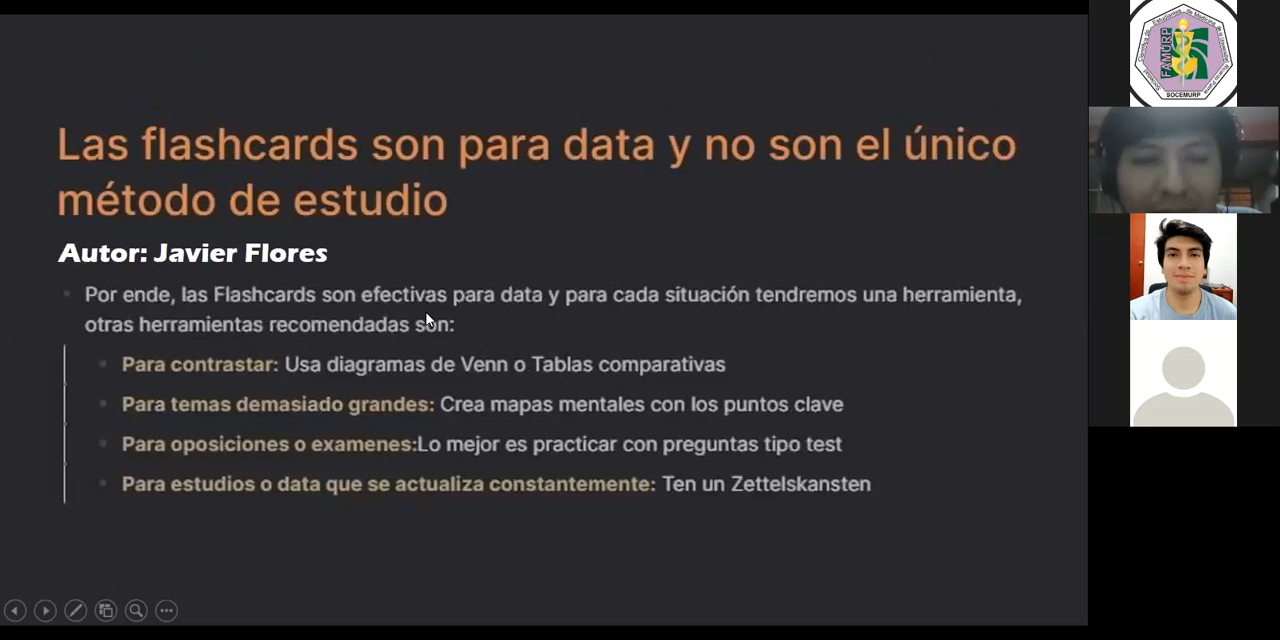 Las flashcards son para data y no son el único
método de estudio
Autor: Javier Flores
Por ende, las Flashcards son efectivas para data y para cada situación tendremos una herramienta,
otras herramientas recomendadas son:
Para contrastar: Usa diagramas de Venn o Tablas comparativas
Para temas demasiado grandes: Crea mapas mentales con los puntos clave
Para oposiciones o examenes:Lo mejor es practicar con preguntas tipo test
Para estudios o data que se actualiza constantemente: Ten un Zettelskansten
FAMURP
SOCEMURP